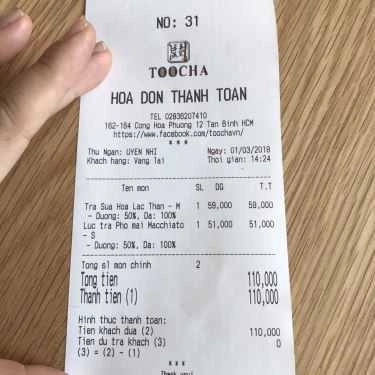 NO: 31
TOOCHA
HOA DON THANH TOAN
TEL 02836207410
162-164 Cong Hoa Phuong 12 Tan Binh HCM
https://www.facebook.com/toochavn/
***
Thu Ngan: UYEN NHI Ngay: 01/03/2019
Khach hang: Vang lai Thoi gian: 14:24
Ten mon SL DG T.T
Tra Sua Hoa Lac Than - M 1 59,000 59,000
- Duong: 50%, Da: 100%
Luc tra Pho mai Macchiato 1 51,000 51,000
- S
- Duong: 50%, Da: 100%
Tong sl mon chinh 2
Tong tien 110,000
Thanh tien (1) 110,000
Hinh thuc thanh toan:
Tien khach dua (2) 110,000
Tien du tra khach (3) 0
(3) = (2) - (1)
***
Thank you!